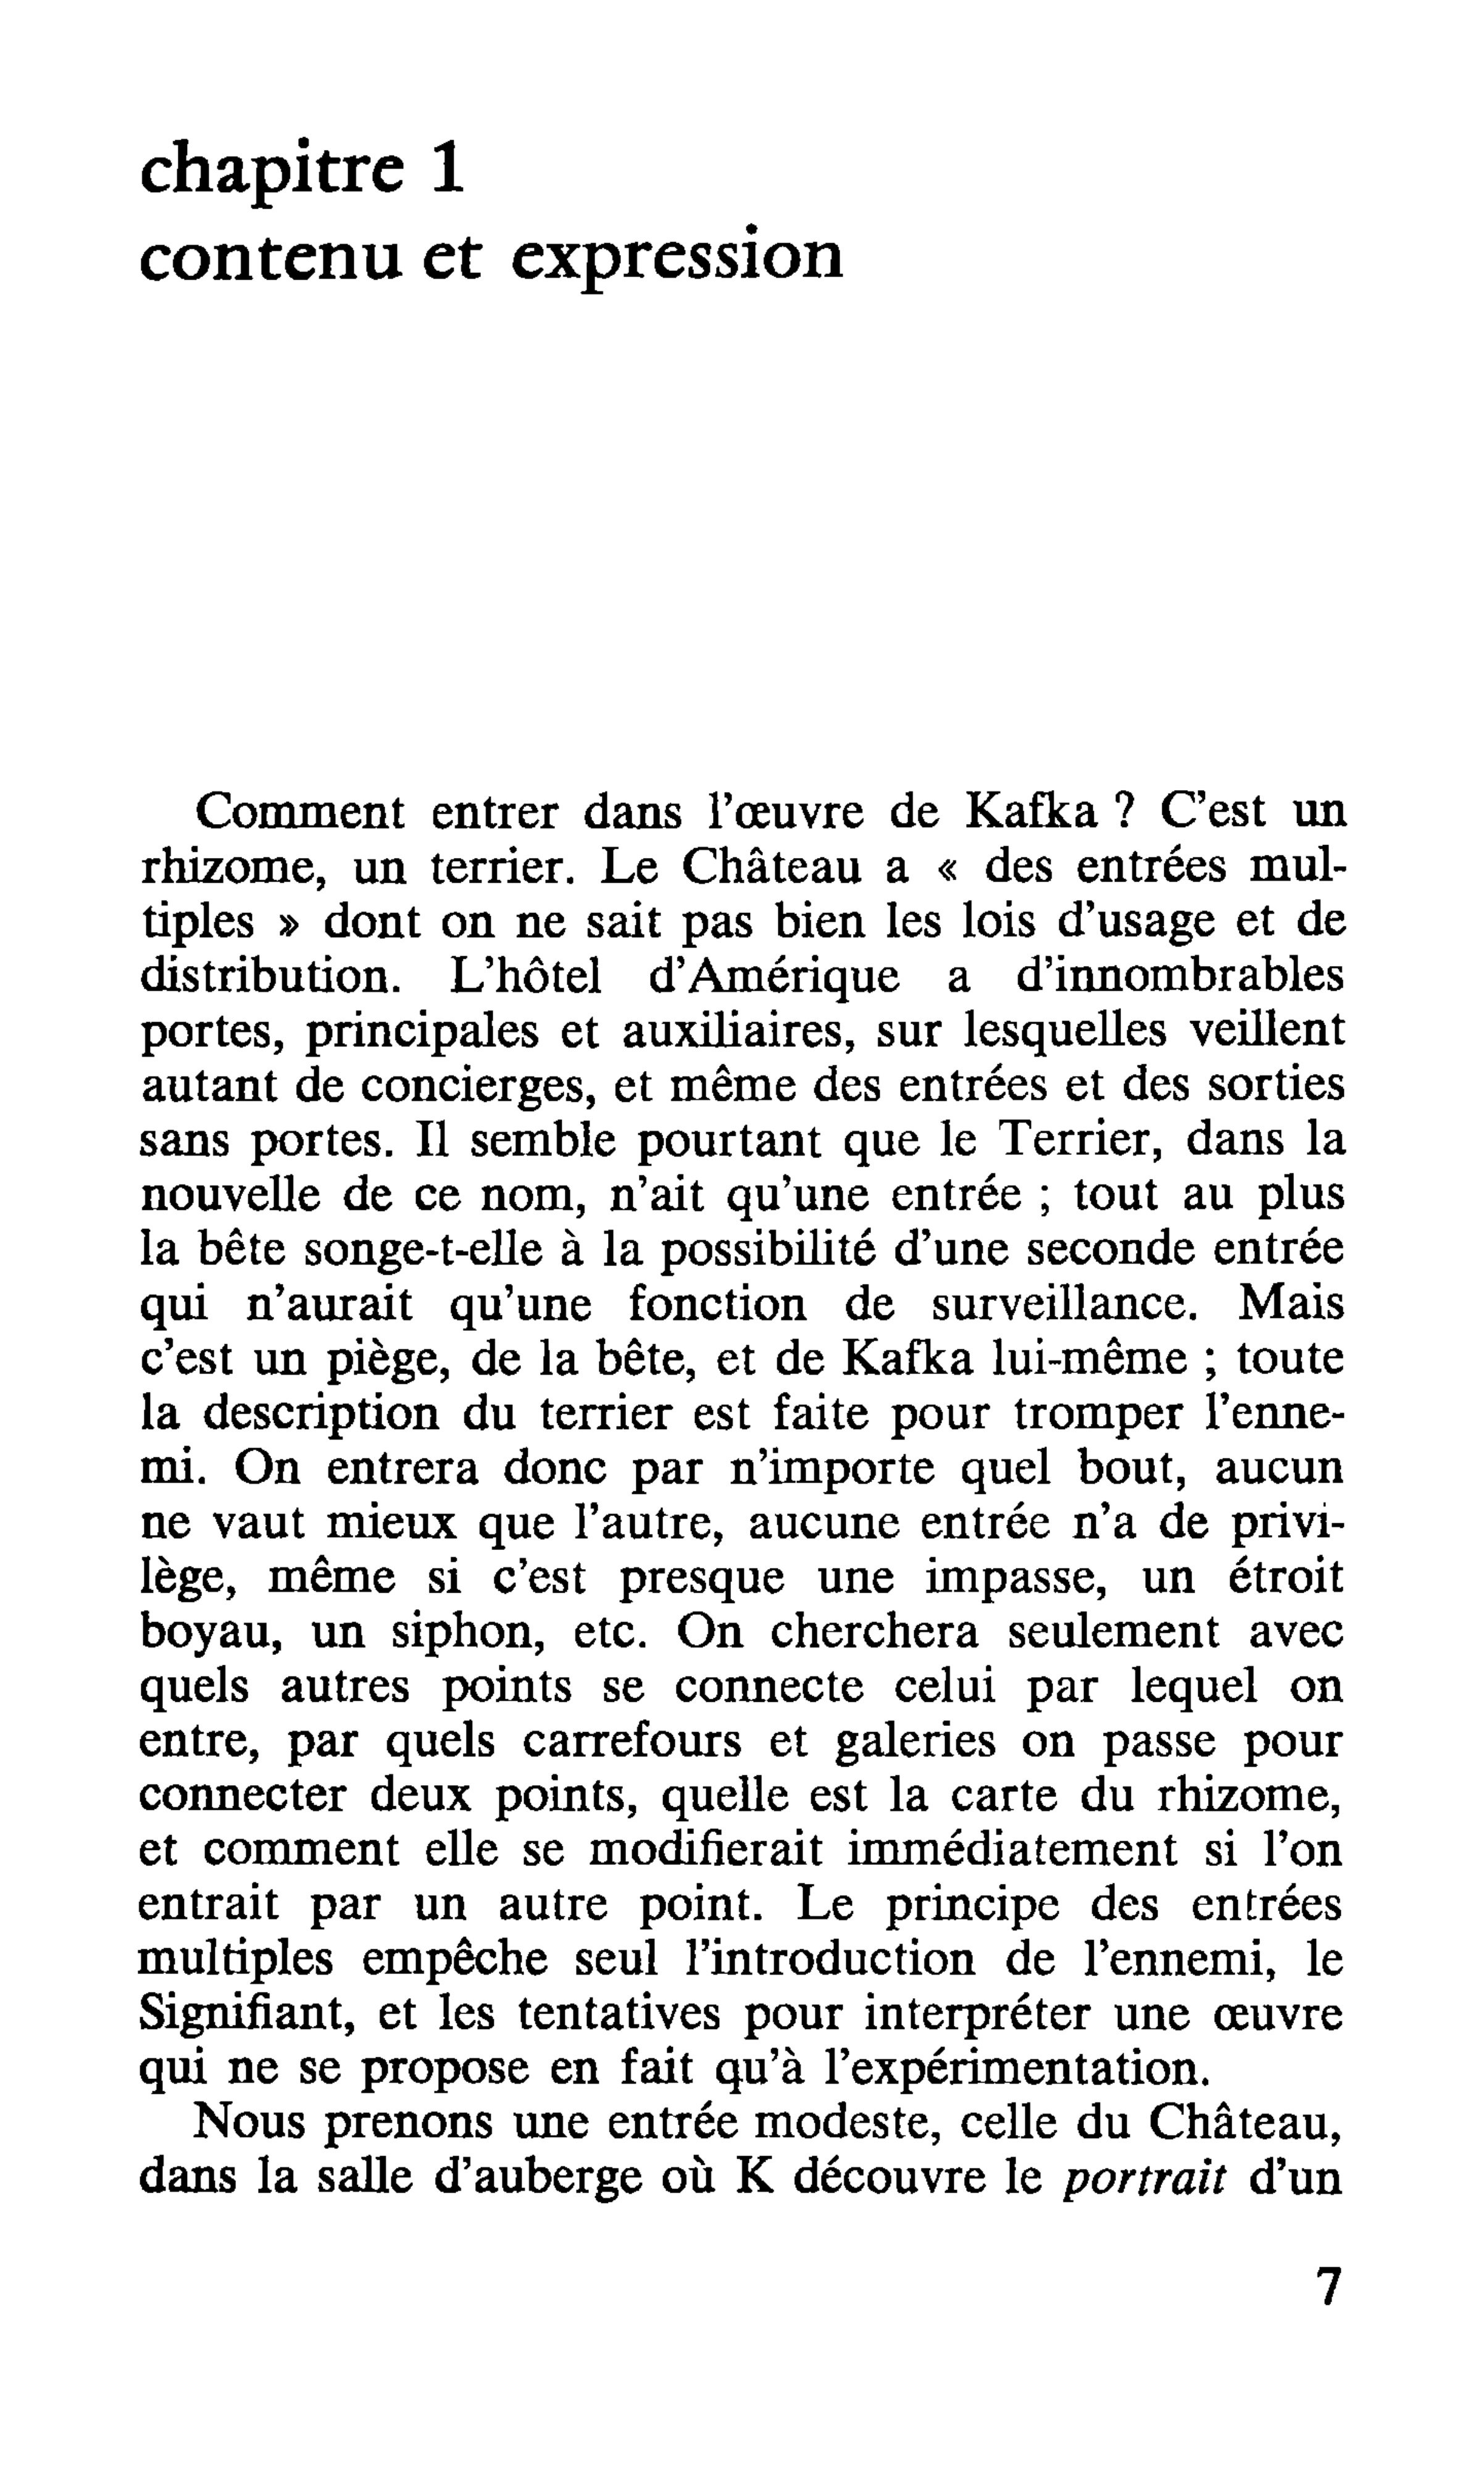 chapitre 1
contenu et expression
Comment entrer dans l'œuvre de Kafka ? C'est un
rhizome, un terrier. Le Château a « des entrées mul-
tiples » dont on ne sait pas bien les lois d'usage et de
distribution. L'hôtel d'Amérique a d'innombrables
portes, principales et auxiliaires, sur lesquelles veillent
autant de concierges, et même des entrées et des sorties
sans portes. Il semble pourtant que le Terrier, dans la
nouvelle de ce nom, n'ait qu'une entrée ; tout au plus
la bête songe-t-elle à la possibilité d'une seconde entrée
qui n'aurait qu'une fonction de surveillance. Mais
c'est un piège, de la bête, et de Kafka lui-même ; toute
la description du terrier est faite pour tromper l'enne-
mi. On entrera donc par n'importe quel bout, aucun
ne vaut mieux que l'autre, aucune entrée n'a de privi-
lège, même si c'est presque une impasse, un étroit
boyau, un siphon, etc. On cherchera seulement avec
quels autres points se connecte celui par lequel on
entre, par quels carrefours et galeries on passe pour
connecter deux points, quelle est la carte du rhizome,
et comment elle se modifierait immédiatement si l'on
entrait par un autre point. Le principe des entrées
multiples empêche seul l'introduction de l'ennemi, le
Signifiant, et les tentatives pour interpréter une œuvre
qui ne se propose en fait qu'à l'expérimentation.
Nous prenons une entrée modeste, celle du Château,
dans la salle d'auberge où K découvre le portrait d'un
7